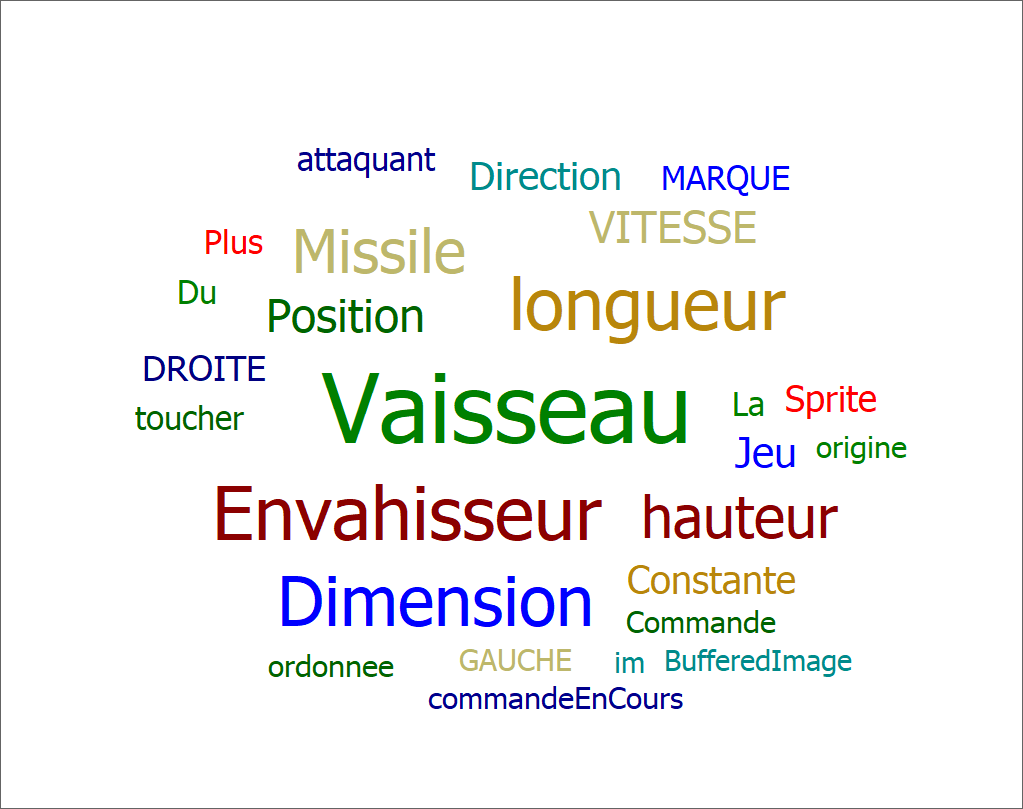 attaquant
Direction
MARQUE
Plus
Missile
VITESSE
Du
Position
longueur
DROITE
Vaisseau
La
Sprite
toucher
Jeu
origine
Envahisseur
hauteur
Dimension
Constante
Commande
ordonnee
GAUCHE
im
BufferedImage
commandeEnCours